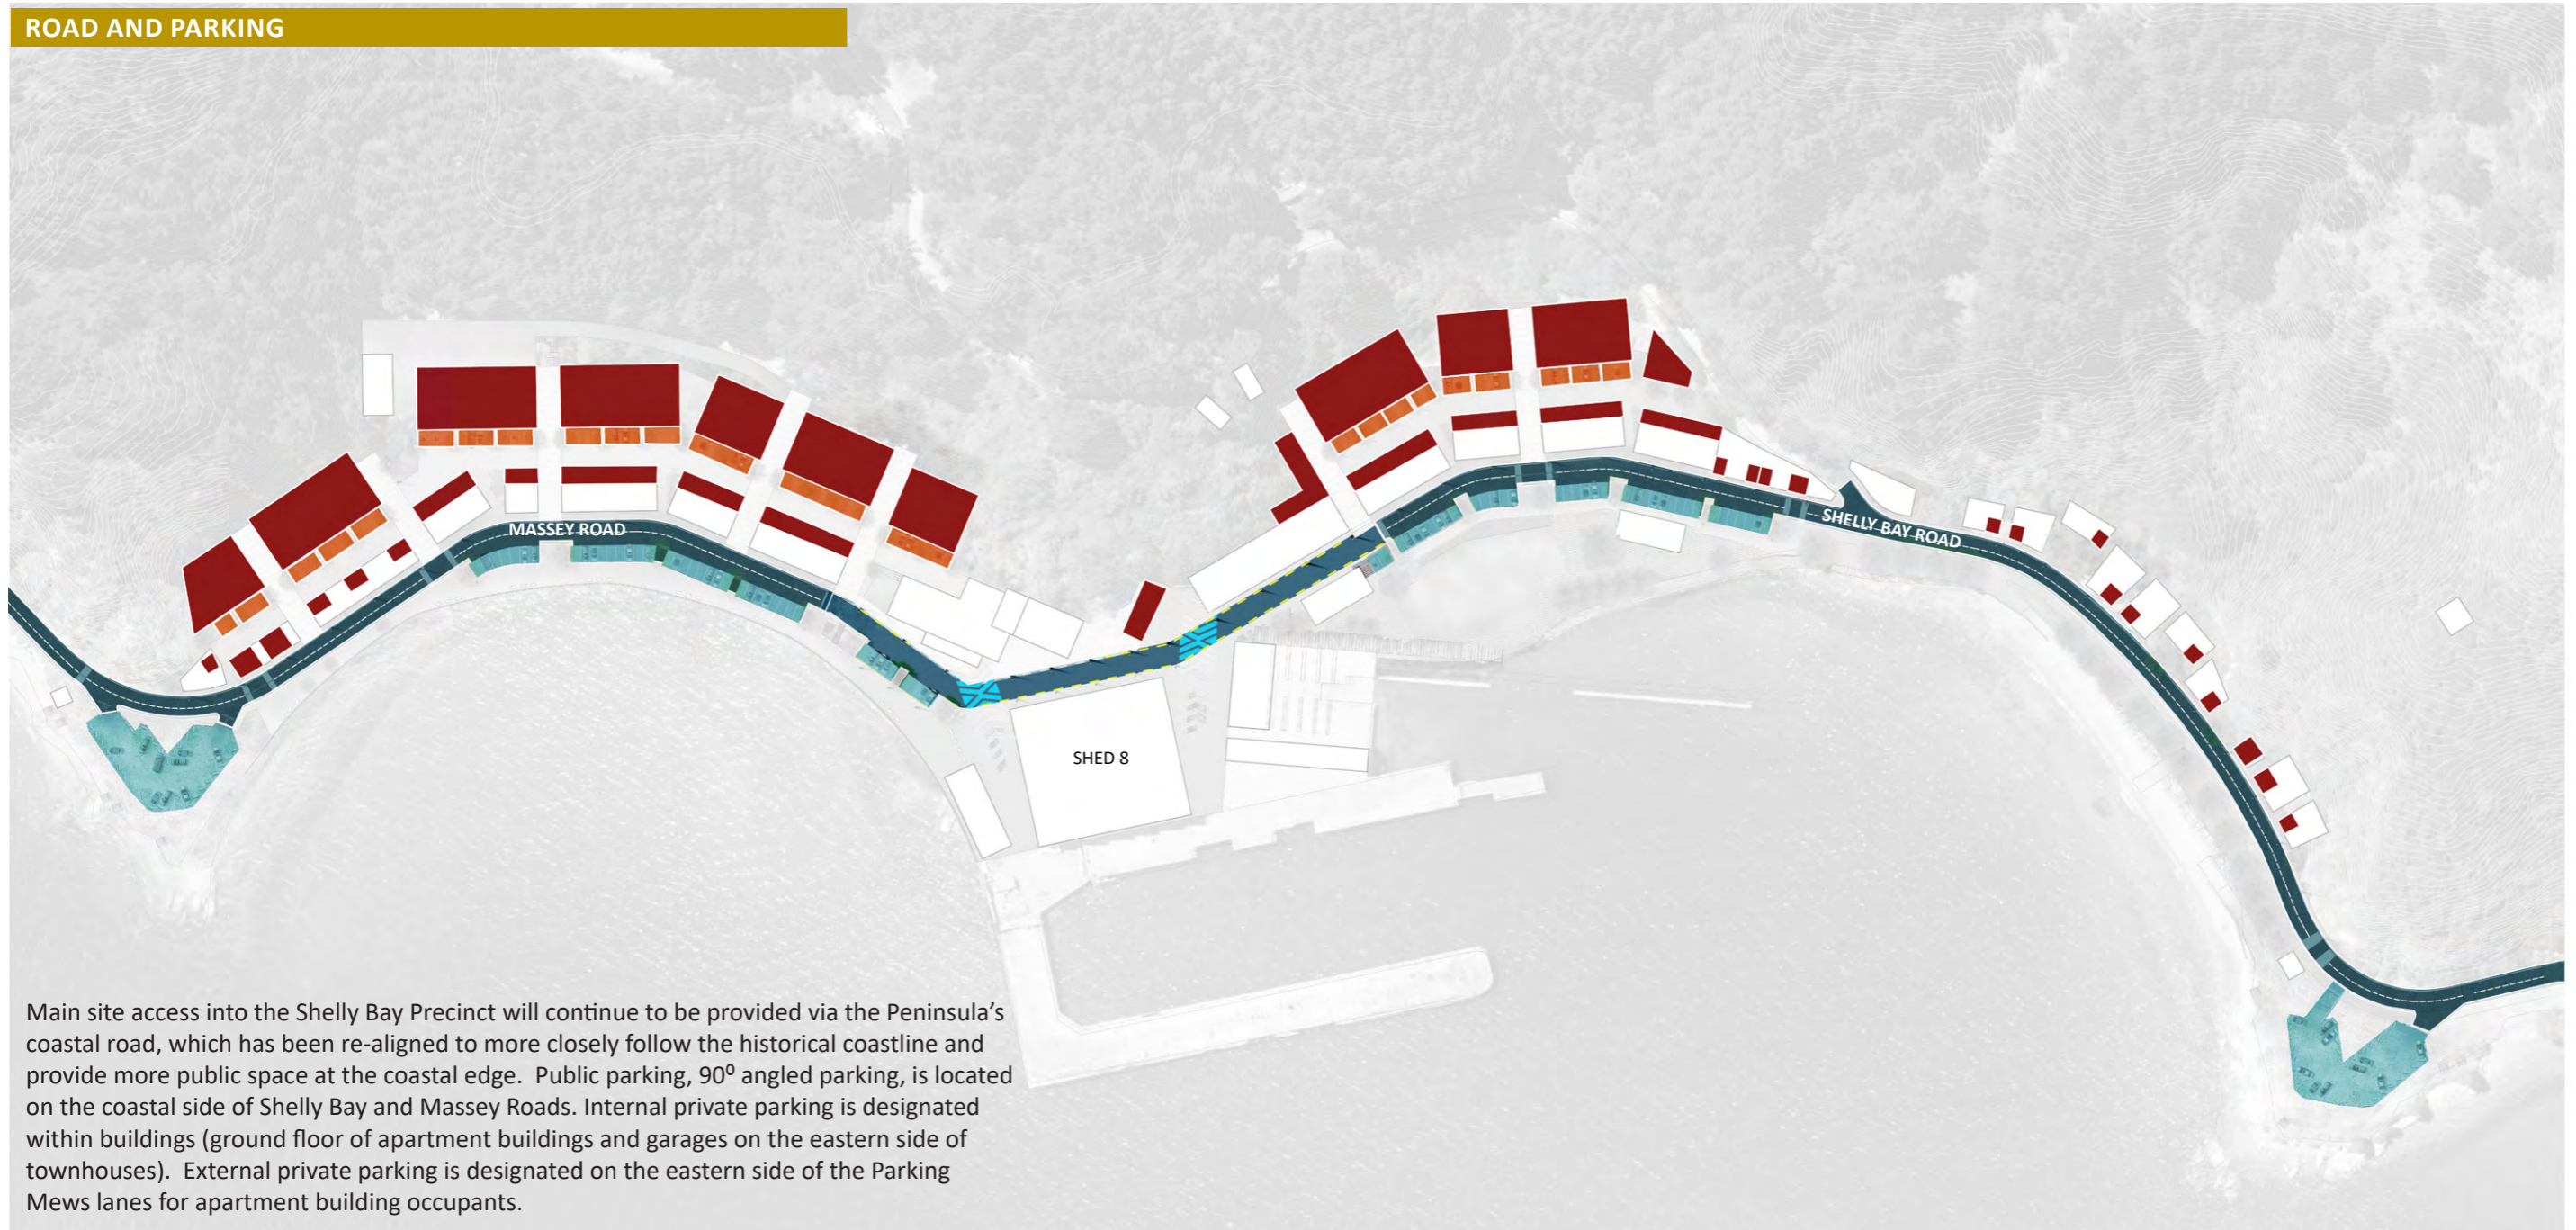 ROAD AND PARKING
MASSEY ROAD
SHELLY BAY ROAD
SHED 8
Main site access into the Shelly Bay Precinct will continue to be provided via the Peninsula’s
coastal road, which has been re-aligned to more closely follow the historical coastline and
provide more public space at the coastal edge.  Public parking, 90⁰ angled parking, is located
on the coastal side of Shelly Bay and Massey Roads. Internal private parking is designated
within buildings (ground floor of apartment buildings and garages on the eastern side of
townhouses).  External private parking is designated on the eastern side of the Parking
Mews lanes for apartment building occupants.